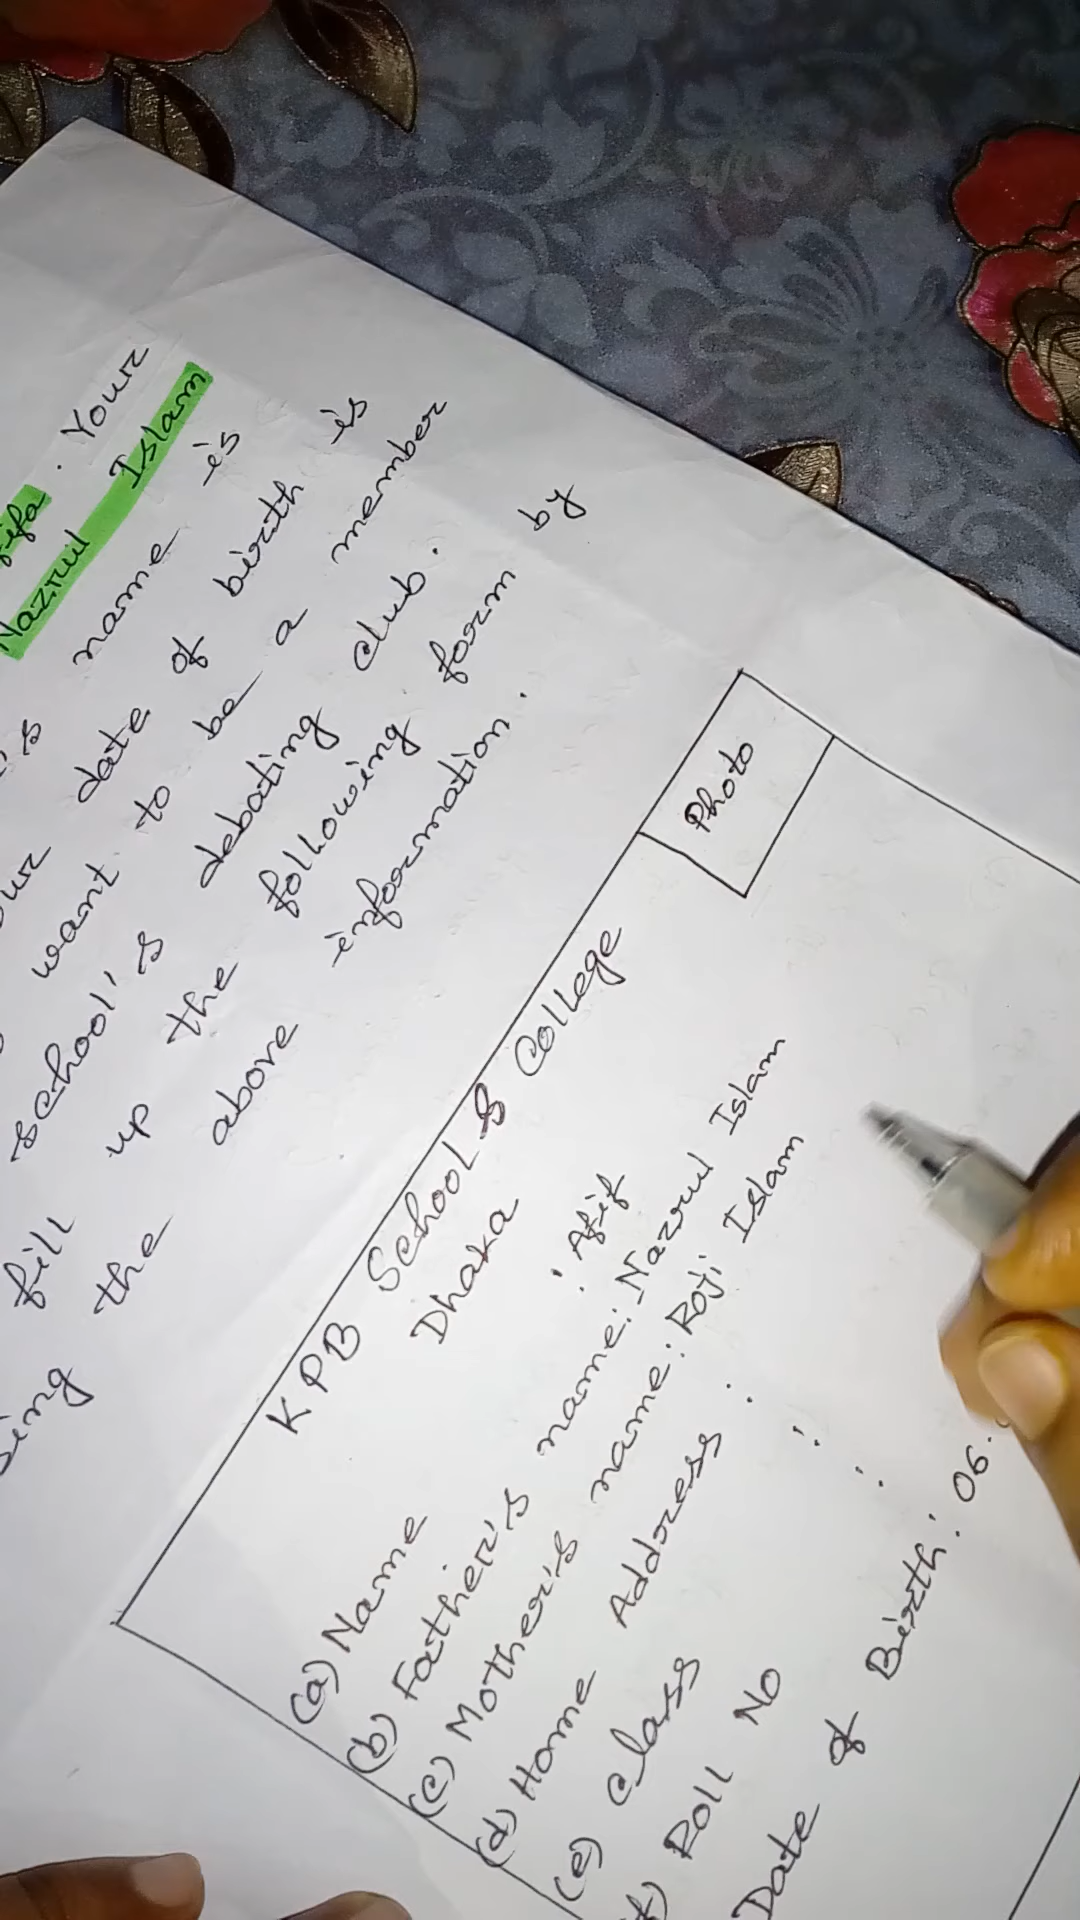 Your
Nazrul Islam
's name is
date of birth is
want to be a member
school's debating club.
fill up the following form by
the above information.
KPB School & College
Dhaka
Photo
(a) Name : Afif
(b) Father's name: Nazrul Islam
(c) Mother's name: Roji Islam
(d) Home Address :
(e) Class :
Roll No :
Date of Birth: 06.